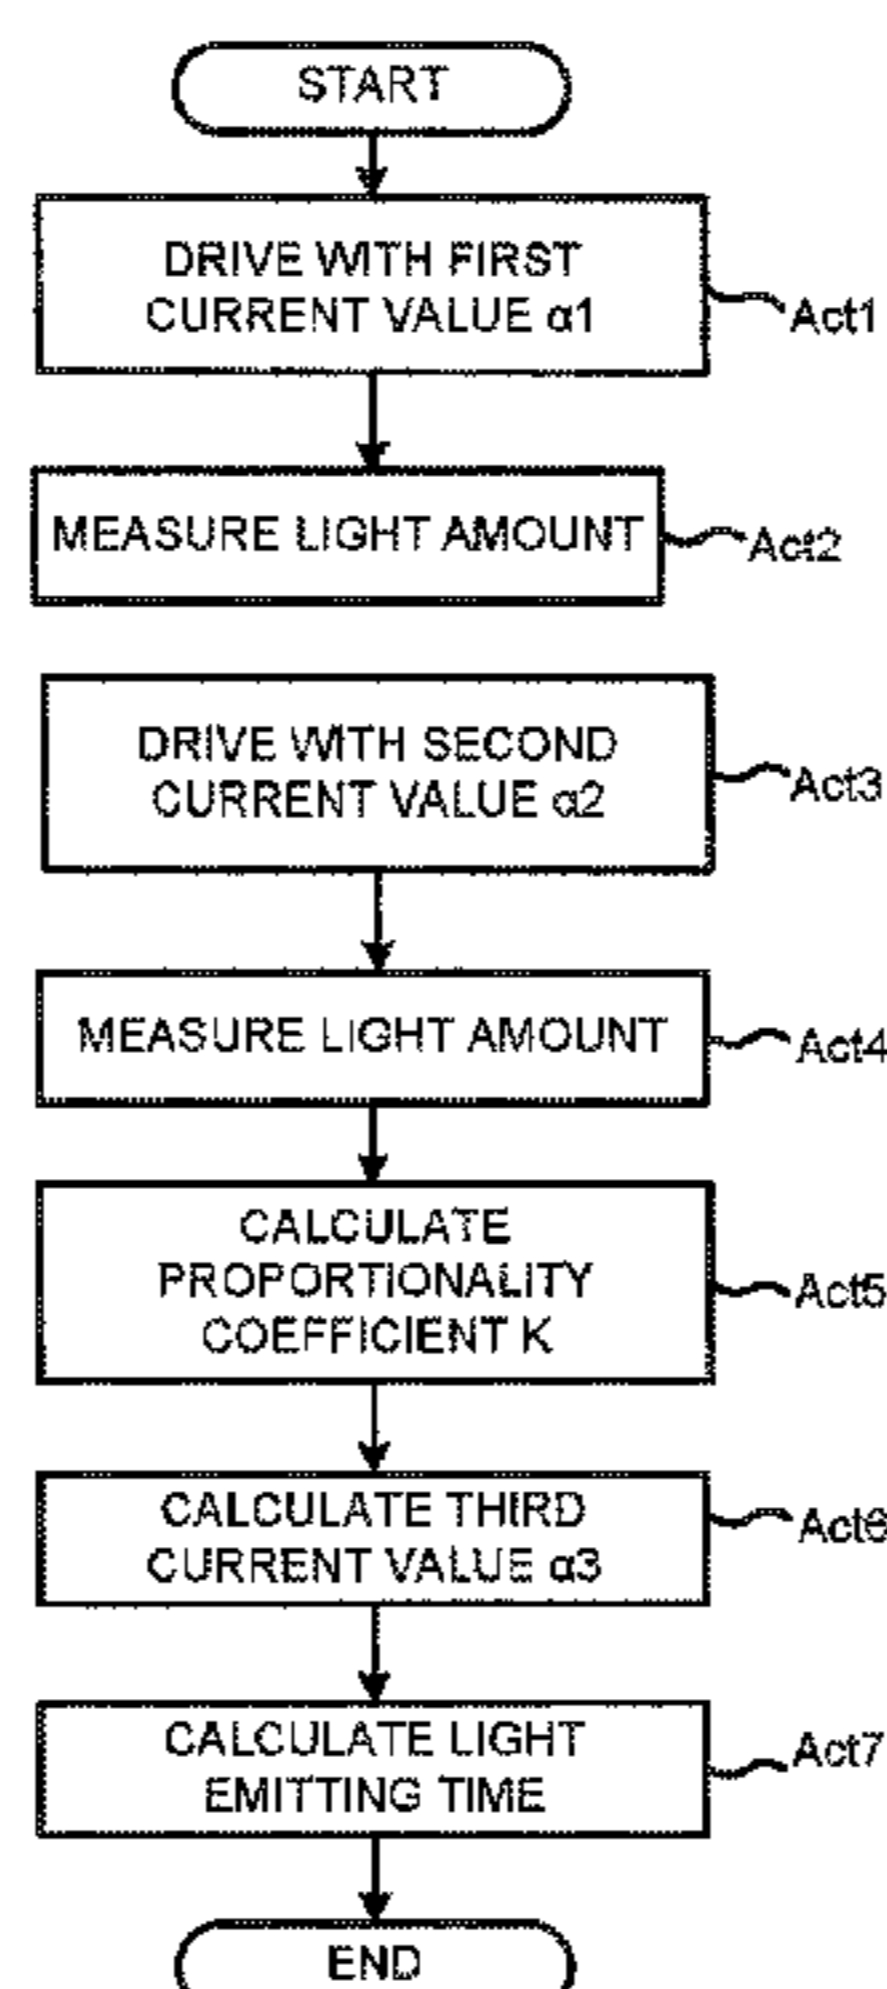 START
DRIVE WITH FIRST
CURRENT VALUE α1
Act1
MEASURE LIGHT AMOUNT
Act2
DRIVE WITH SECOND
CURRENT VALUE α2
Act3
MEASURE LIGHT AMOUNT
Act4
CALCULATE
PROPORTIONALITY
COEFFICIENT K
Act5
CALCULATE THIRD
CURRENT VALUE α3
Act6
CALCULATE LIGHT
EMITTING TIME
Act7
END